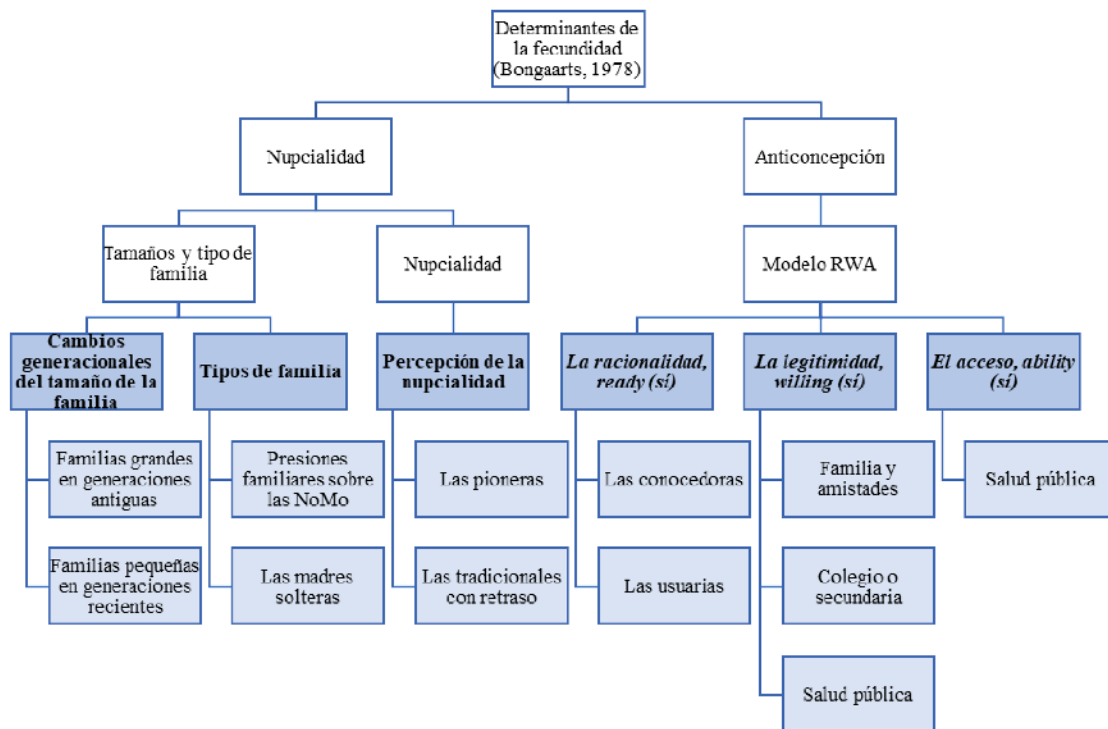 Determinantes de
la fecundidad
(Bongaarts, 1978)
Nupcialidad
Anticoncepción
Tamaños y tipo de
familia
Nupcialidad
Modelo RWA
Cambios
generacionales
del tamaño de la
familia
Tipos de familia
Percepción de la
nupcialidad
La racionalidad,
ready (sí)
La legitimidad,
willing (sí)
El acceso, ability
(sí)
Familias grandes
en generaciones
antiguas
Presiones
familiares sobre
las NoMo
Las pioneras
Las conocedoras
Familia y
amistades
Salud pública
Familias pequeñas
en generaciones
recientes
Las madres
solteras
Las tradicionales
con retraso
Las usuarias
Colegio o
secundaria
Salud pública